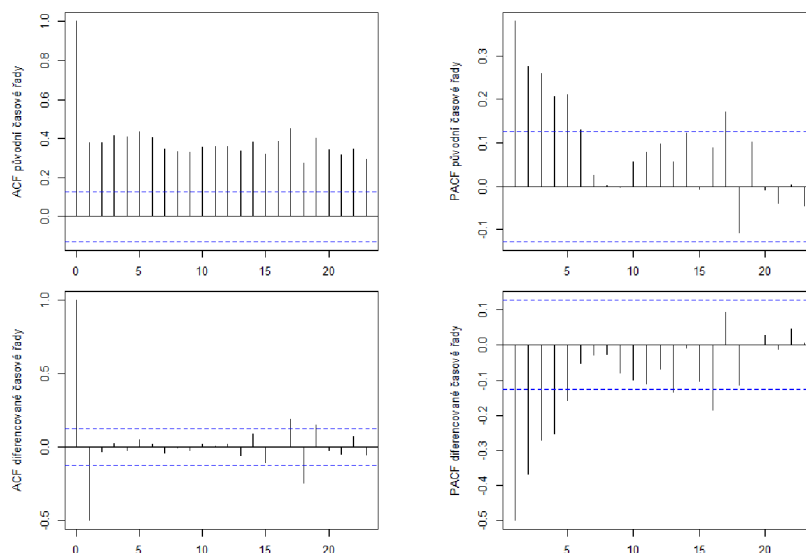 ACF původní časové řady
0.0 0.2 0.4 0.6 0.8 1.0
0 5 10 15 20
PACF původní časové řady
-0.1 0.0 0.1 0.2 0.3
5 10 15 20
ACF diferencované časové řady
-0.5 0.0 0.5 1.0
0 5 10 15 20
PACF diferencované časové řady
-0.5 -0.4 -0.3 -0.2 -0.1 0.0 0.1
5 10 15 20